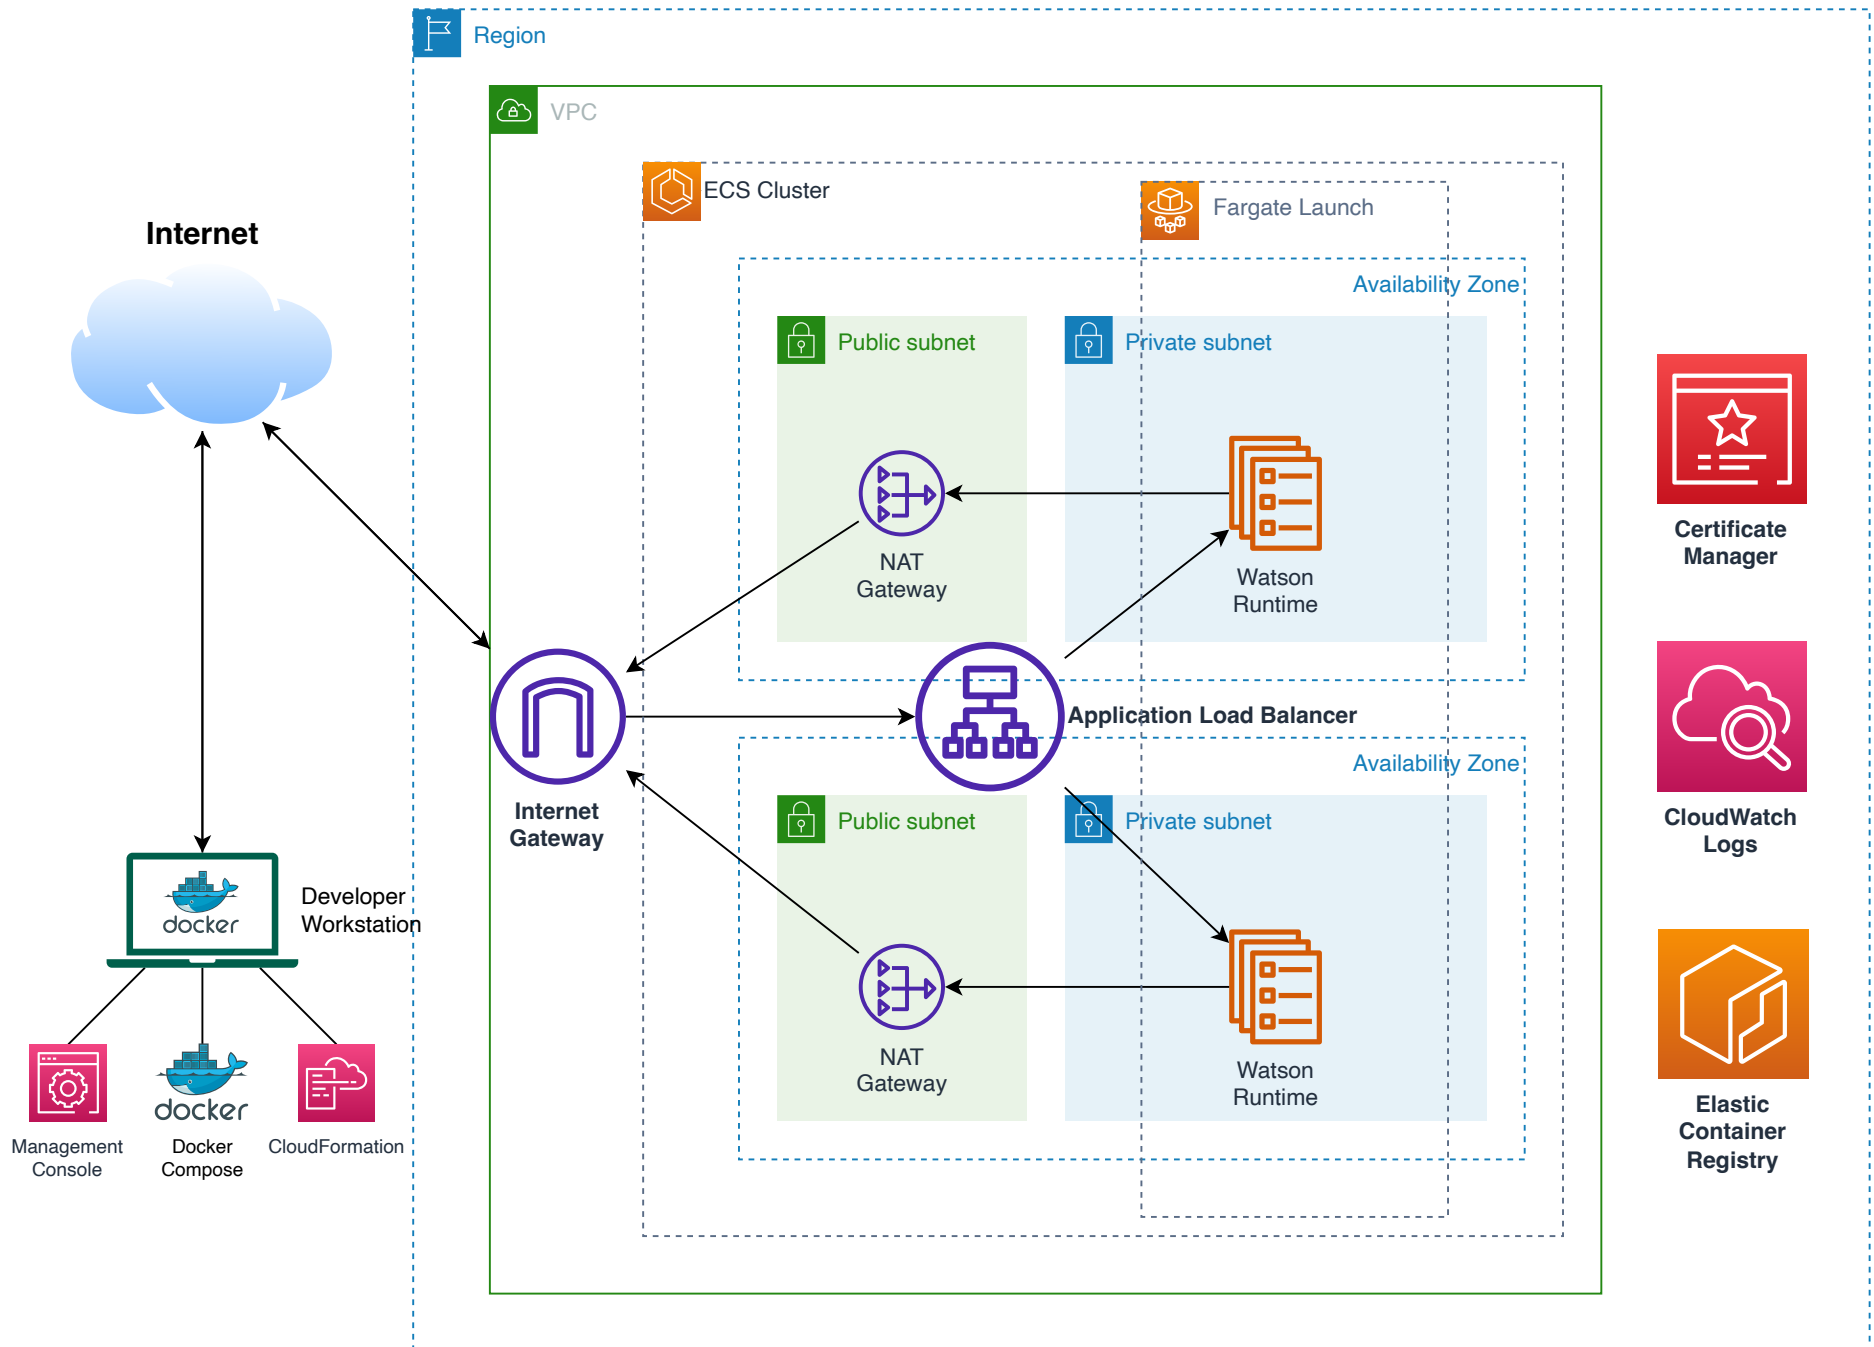 Region
VPC
ECS Cluster
Fargate Launch
Internet
Availability Zone
Public subnet
Private subnet
NAT
Gateway
Watson
Runtime
Certificate
Manager
Application Load Balancer
Availability Zone
Internet
Gateway
Public subnet
Private subnet
CloudWatch
Logs
docker
Developer
Workstation
NAT
Gateway
Watson
Runtime
docker
Management
Console
Docker
Compose
CloudFormation
Elastic
Container
Registry